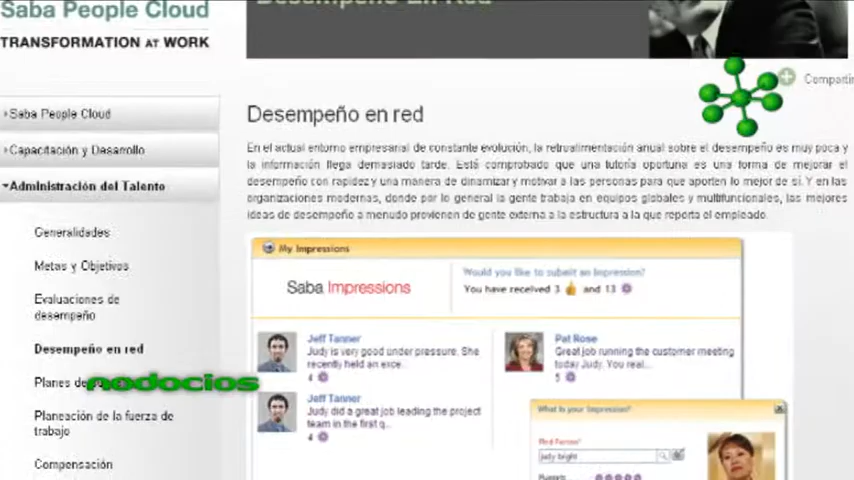 Saba People Cloud
TRANSFORMATION AT WORK
Desempeño En Red
Compartir
Saba People Cloud
Capacitación y Desarrollo
Administración del Talento
Generalidades
Metas y Objetivos
Evaluaciones de
desempeño
Desempeño en red
Planes de
nodocios
Planeación de la fuerza de
trabajo
Compensación
Desempeño en red
En el actual entorno empresarial de constante evolución, la retroalimentación anual sobre el desempeño es muy poca y
la información llega demasiado tarde. Está comprobado que una tutoría oportuna es una forma de mejorar el
desempeño con rapidez y una manera de dinamizar y motivar a las personas para que aporten lo mejor de sí. Y en las
organizaciones modernas, donde por lo general la gente trabaja en equipos globales y multifuncionales, las mejores
ideas de desempeño a menudo provienen de gente externa a la estructura a la que reporta el empleado.
My Impressions
Saba Impressions
Would you like to submit an Impression?
You have received 3 and 13
Jeff Tanner
Judy is very good under pressure. She
recently held an exce...
4
Jeff Tanner
Judy did a great job leading the project
team in the first q...
4
Pat Rose
Great job running the customer meeting
today Judy. You real...
5
What is your Impression?
judy bright